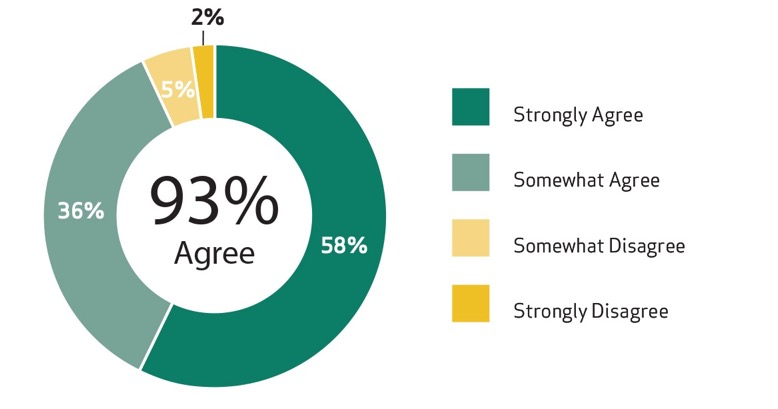 2%
5%
36%
93%
Agree
58%
Strongly Agree
Somewhat Agree
Somewhat Disagree
Strongly Disagree